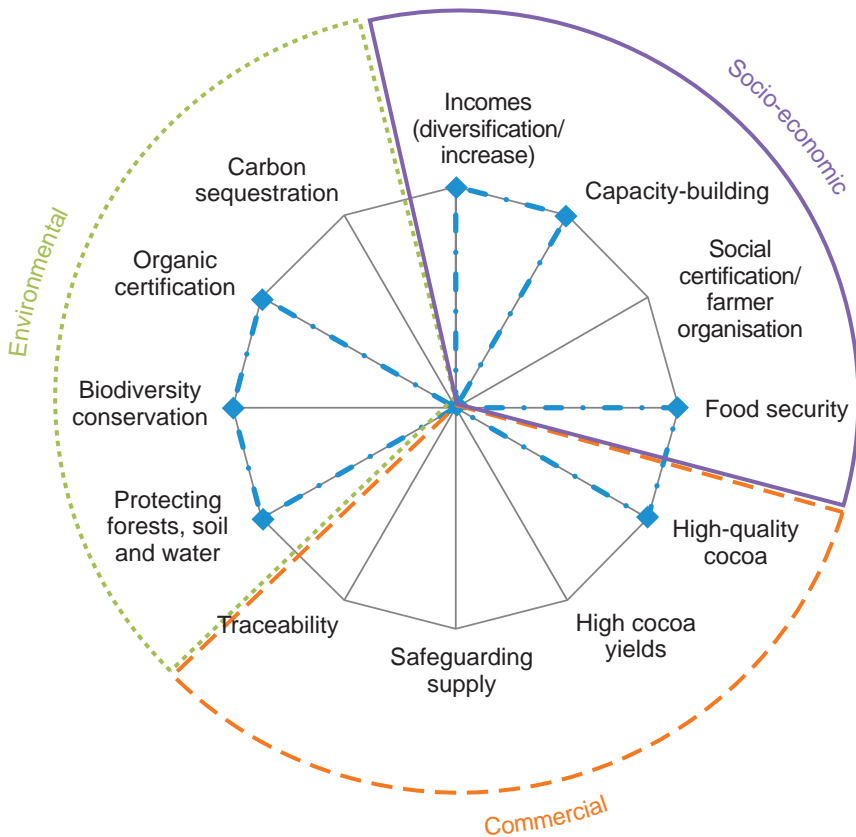 Socio-economic
Incomes
(diversification/
increase)
Capacity-building
Social
certification/
farmer
organisation
Food security
High-quality
cocoa
High cocoa
yields
Safeguarding
supply
Traceability
Protecting
forests, soil
and water
Biodiversity
conservation
Organic
certification
Carbon
sequestration
Environmental
Commercial